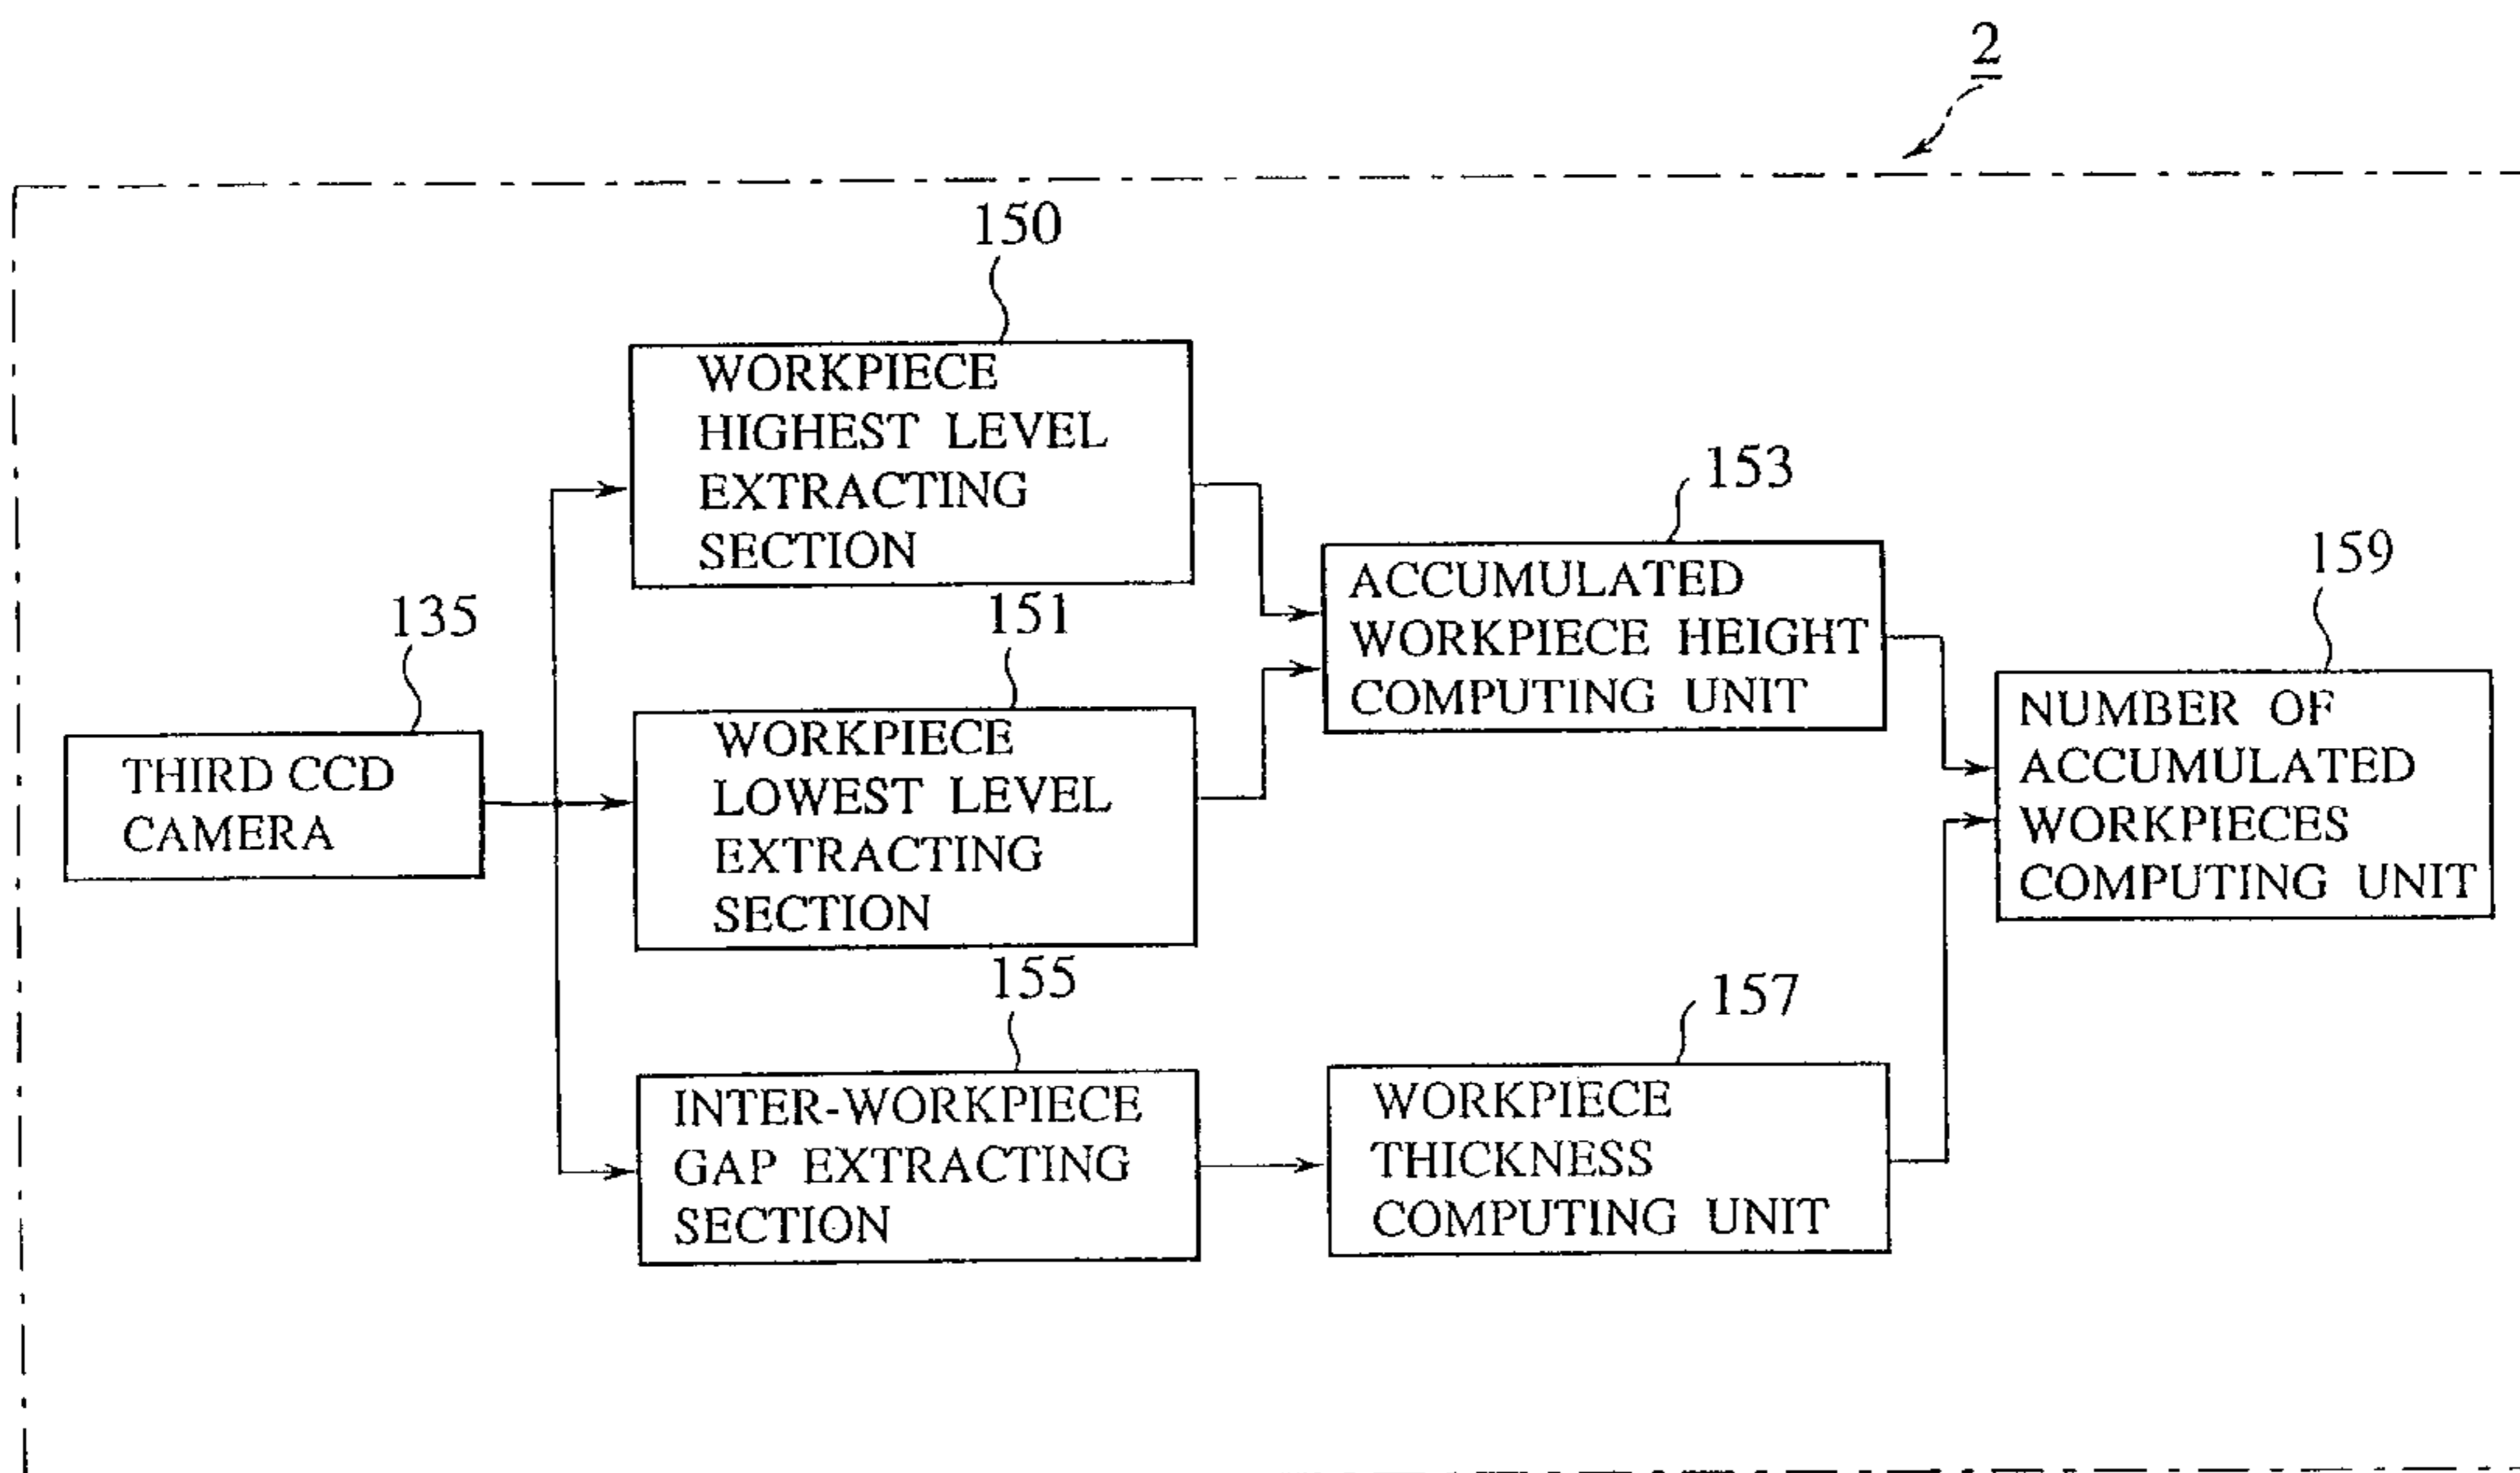 2
150
WORKPIECE
HIGHEST LEVEL
EXTRACTING
SECTION
153
ACCUMULATED
WORKPIECE HEIGHT
COMPUTING UNIT
159
NUMBER OF
ACCUMULATED
WORKPIECES
COMPUTING UNIT
135
THIRD CCD
CAMERA
151
WORKPIECE
LOWEST LEVEL
EXTRACTING
SECTION
155
INTER-WORKPIECE
GAP EXTRACTING
SECTION
157
WORKPIECE
THICKNESS
COMPUTING UNIT